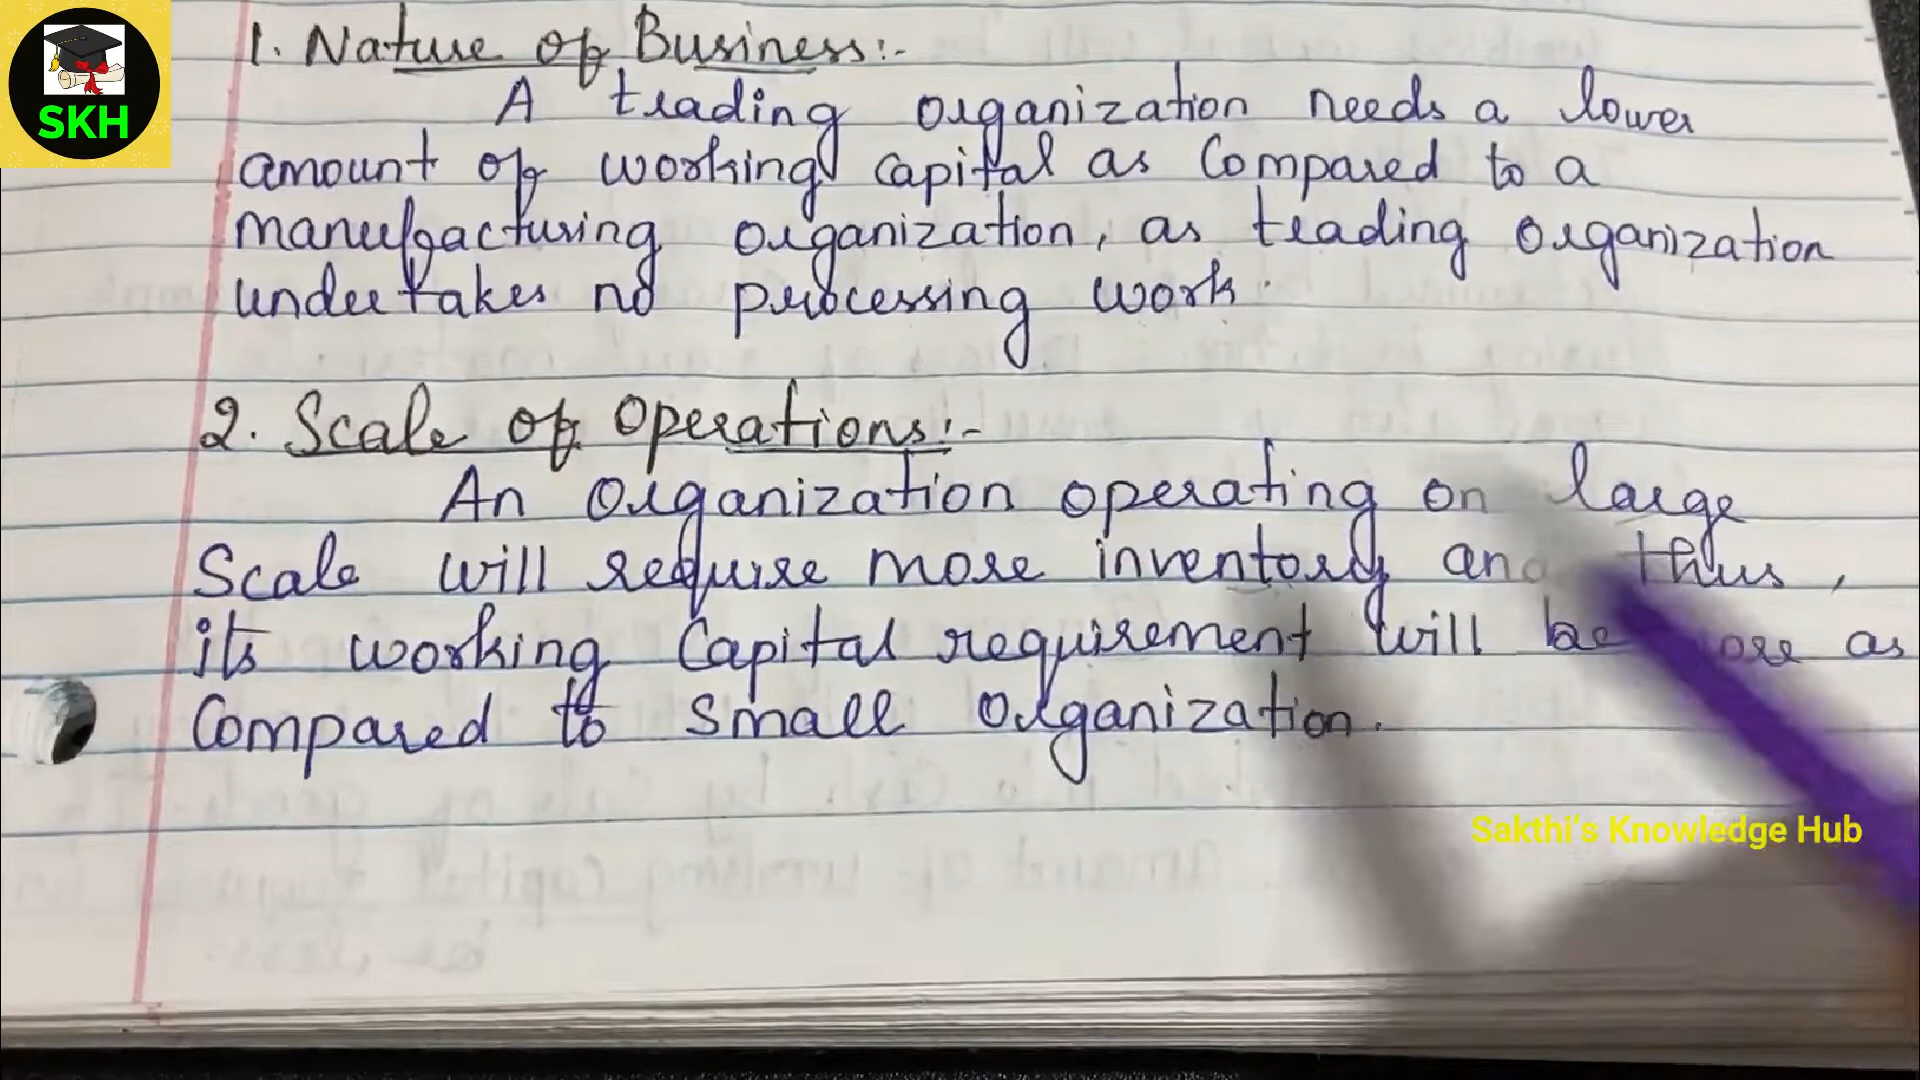 SKH
1. Nature of Business:-
A trading organization needs a lower
amount of working capital as Compared to a
manufacturing organization, as trading organization
undertakes no processing work.
2. Scale of Operations:-
An Organization operating on large
Scale will require more inventory and thus,
its working Capital requirement will be more as
Compared to small Organization.
Sakthi's Knowledge Hub